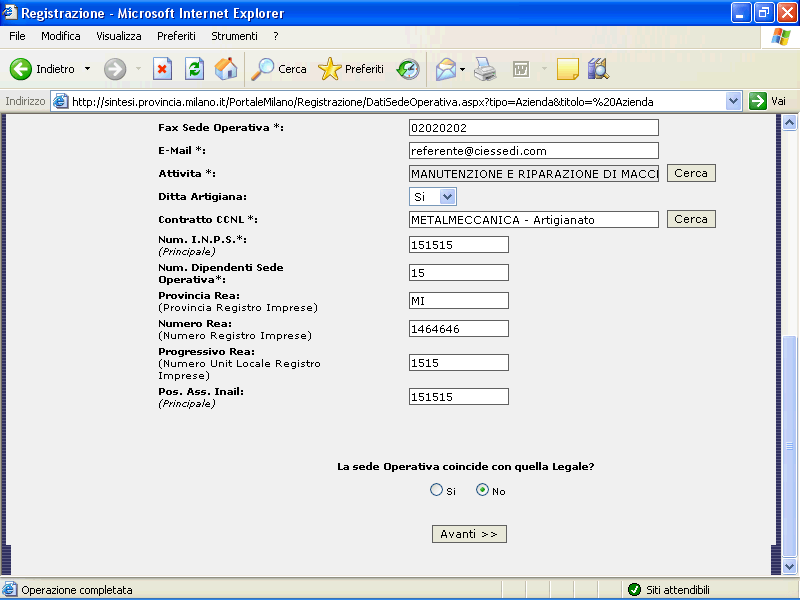 Registrazione - Microsoft Internet Explorer
File Modifica Visualizza Preferiti Strumenti ?
Indietro Cerca Preferiti
Indirizzo http://sintesi.provincia.milano.it/PortaleMilano/Registrazione/DatiSedeOperativa.aspx?tipo=Azienda&titolo=%20Azienda Vai
Fax Sede Operativa *: 02020202
E-Mail *: referente@ciessedi.com
Attivita *: MANUTENZIONE E RIPARAZIONE DI MACCH Cerca
Ditta Artigiana: Si
Contratto CCNL *: METALMECCANICA - Artigianato Cerca
Num. I.N.P.S.*: 151515
(Principale)
Num. Dipendenti Sede
Operativa*: 15
Provincia Rea: MI
(Provincia Registro Imprese)
Numero Rea: 1464646
(Numero Registro Imprese)
Progressivo Rea:
(Numero Unit Locale Registro 1515
Imprese)
Pos. Ass. Inail: 151515
(Principale)
La sede Operativa coincide con quella Legale?
Si No
Avanti >>
Operazione completata Siti attendibili